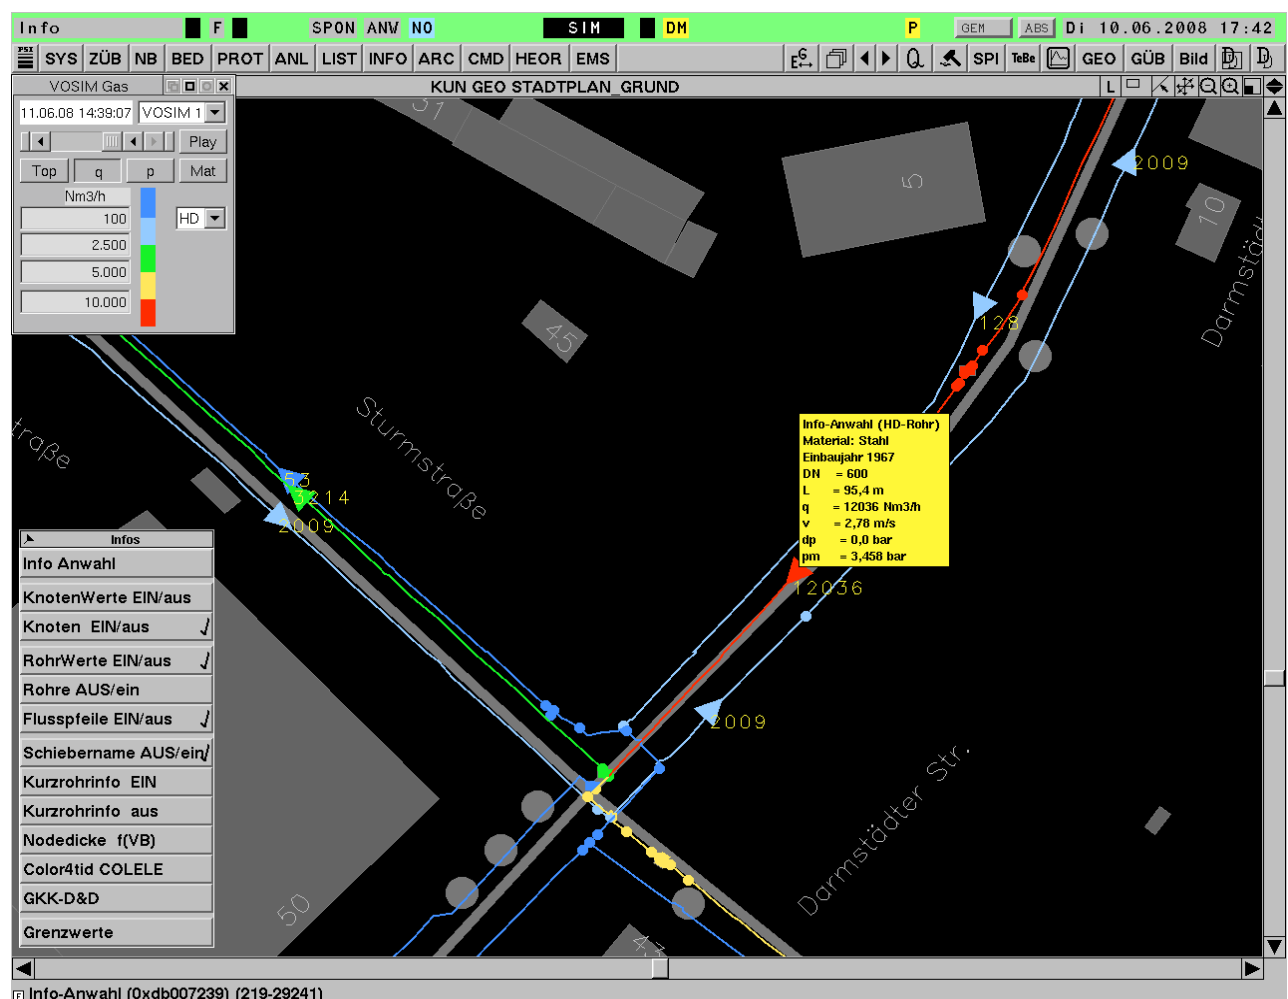 Info F SPON ANW NO SIM DM P GEM ABS Di 10.06.2008 17:42
PSI SYS ZÜB NB BED PROT ANL LIST INFO ARC CMD HEOR EMS SPI TeBe GEO GÜB Bild
VOSIM Gas
KUN GEO STADTPLAN_GRUND L
11.06.08 14:39:07 VOSIM 1
Play
Top q p Mat
Nm3/h
100 HD
2.500
5.000
10.000
31
5
2009
10
Darmstäd
128
45
Sturmstraße
traße
53
3214
2009
Info-Anwahl (HD-Rohr)
Material: Stahl
Einbaujahr 1967
DN = 600
L = 95,4 m
q = 12036 Nm3/h
v = 2,78 m/s
dp = 0,0 bar
pm = 3,458 bar
12036
2009
Darmstädter Str.
50
43
Infos
Info Anwahl
KnotenWerte EIN/aus
Knoten EIN/aus
RohrWerte EIN/aus
Rohre AUS/ein
Flusspfeile EIN/aus
Schiebername AUS/ein
Kurzrohrinfo EIN
Kurzrohrinfo aus
Nodedicke f(VB)
Color4tid COLELE
GKK-D&D
Grenzwerte
Info-Anwahl (0xdb007239) (219-29241)